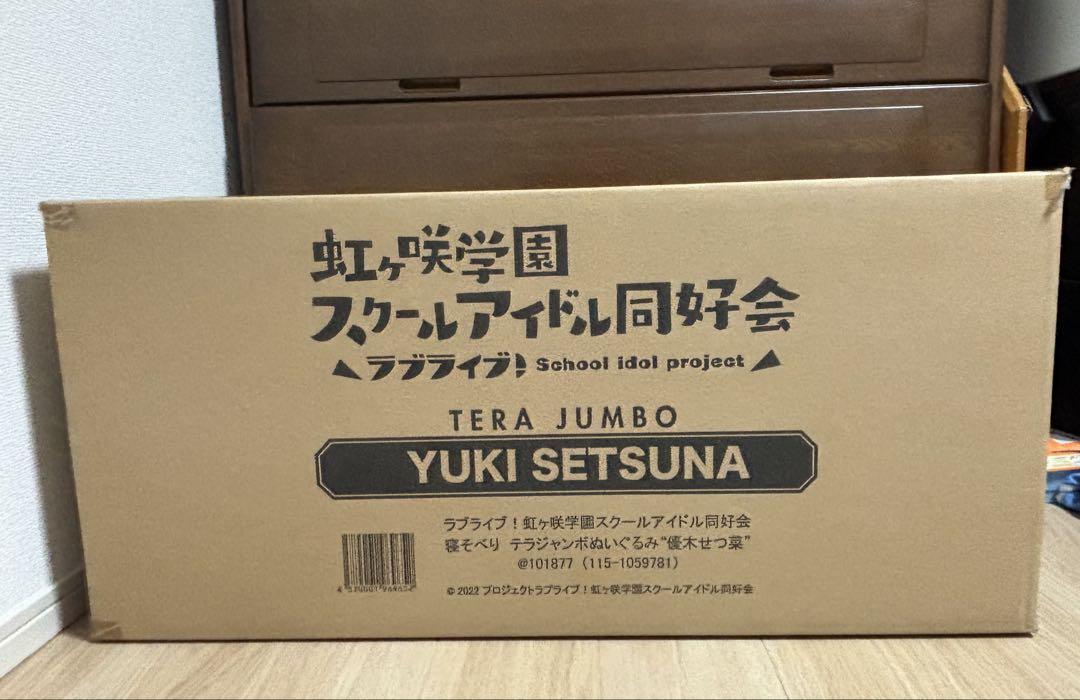 虹ヶ咲学園
スクールアイドル同好会
ラブライブ! School idol project
TERA JUMBO
YUKI SETSUNA
ラブライブ!虹ヶ咲学園スクールアイドル同好会
寝そべり テラジャンボぬいぐるみ“優木せつ菜”
@101877(115-1059781)
©2022 プロジェクトラブライブ!虹ヶ咲学園スクールアイドル同好会